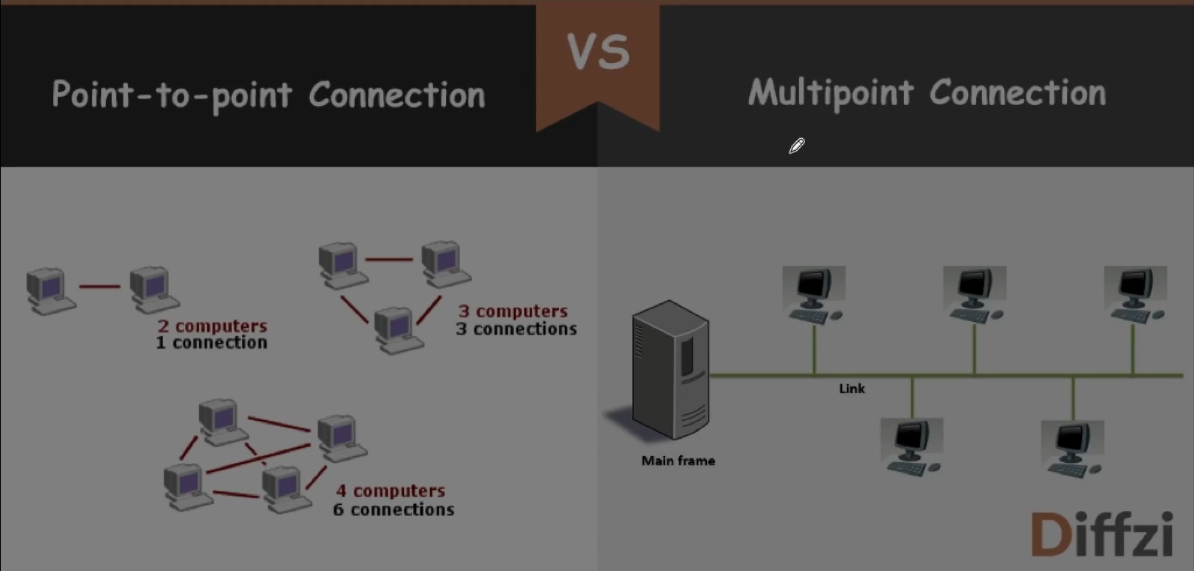 VS
Point-to-point Connection
Multipoint Connection
2 computers
1 connection
3 computers
3 connections
4 computers
6 connections
Link
Main frame
Diffzi